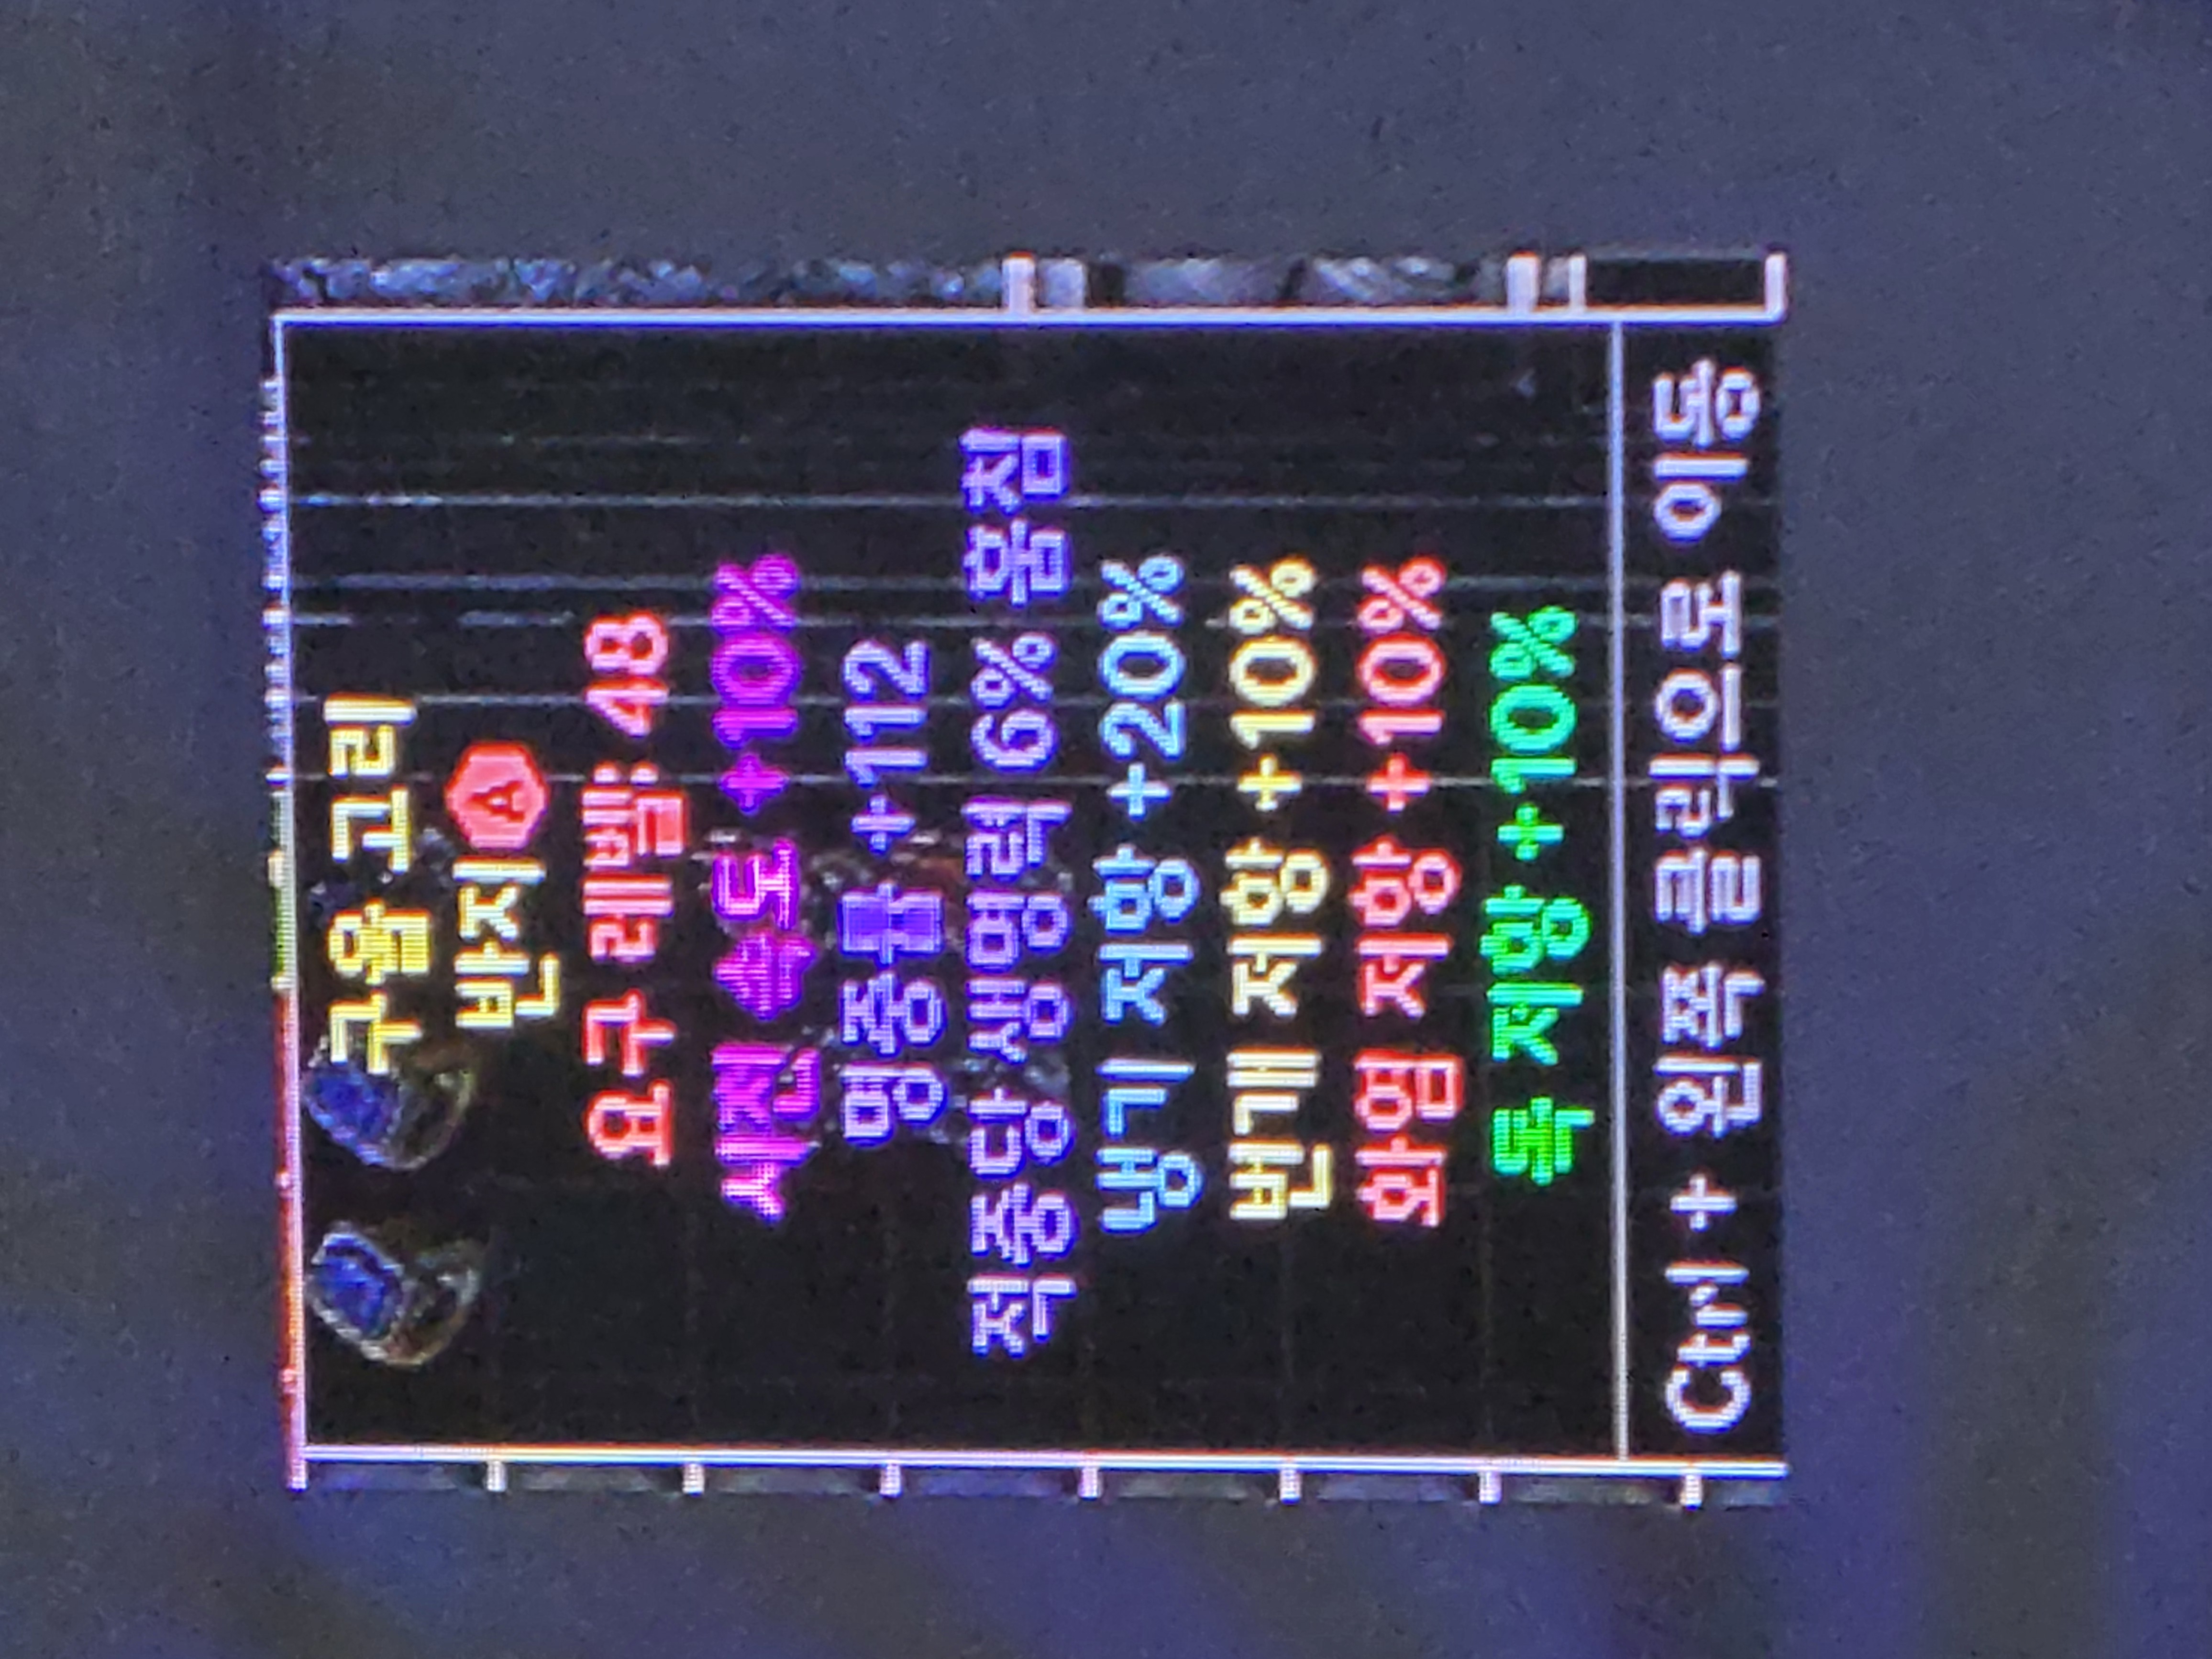 구울 고리
반지 A
요구 레벨: 48
시전 속도 +10%
명중률 +112
적중당 생명력 6% 훔침
냉기 저항 +20%
번개 저항 +10%
화염 저항 +10%
독 저항 +10%
Ctrl + 왼쪽 클릭으로 이동